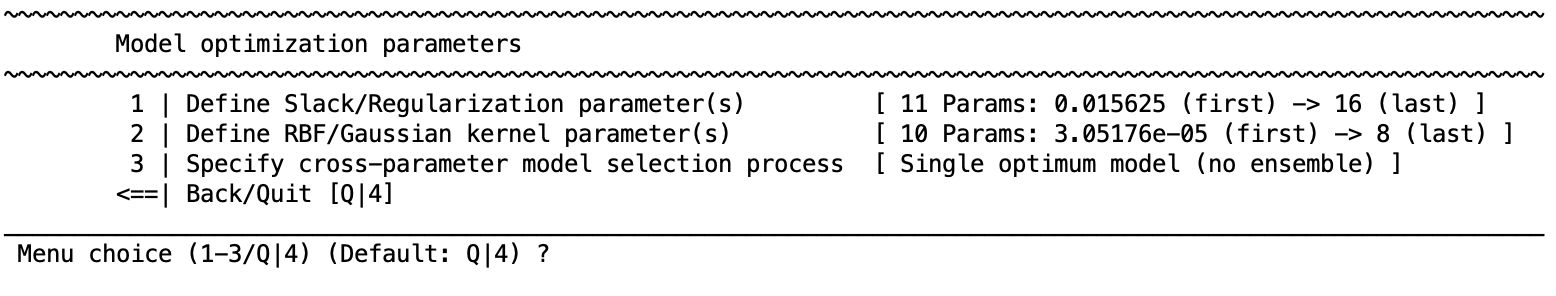 Model optimization parameters
1 | Define Slack/Regularization parameter(s) [ 11 Params: 0.015625 (first) -> 16 (last) ]
2 | Define RBF/Gaussian kernel parameter(s) [ 10 Params: 3.05176e-05 (first) -> 8 (last) ]
3 | Specify cross-parameter model selection process [ Single optimum model (no ensemble) ]
<==| Back/Quit [Q|4]
Menu choice (1-3/Q|4) (Default: Q|4) ?